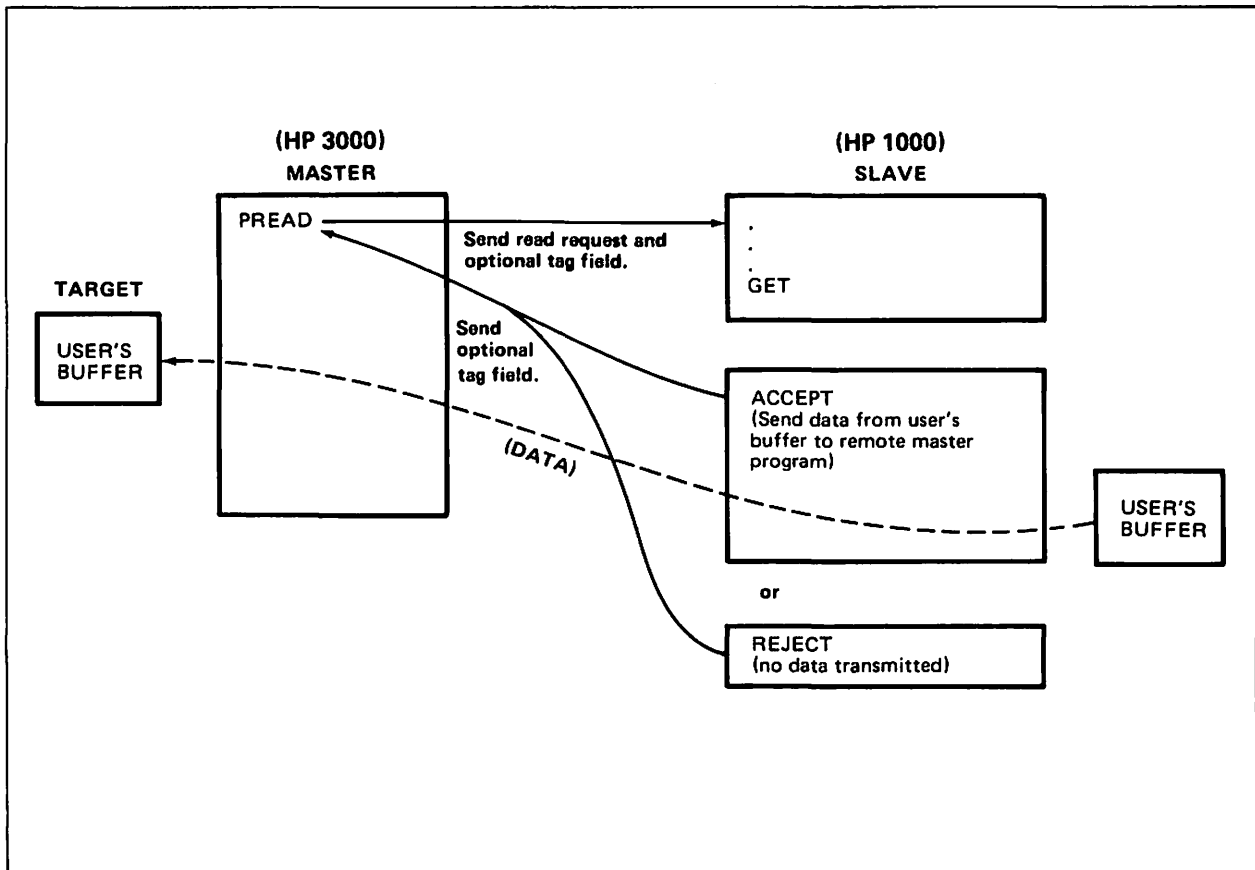 (HP 3000)
MASTER
(HP 1000)
SLAVE
PREAD
Send read request and
optional tag field.
.
.
.
GET
TARGET
USER'S
BUFFER
Send
optional
tag field.
(DATA)
ACCEPT
(Send data from user's
buffer to remote master
program)
USER'S
BUFFER
or
REJECT
(no data transmitted)